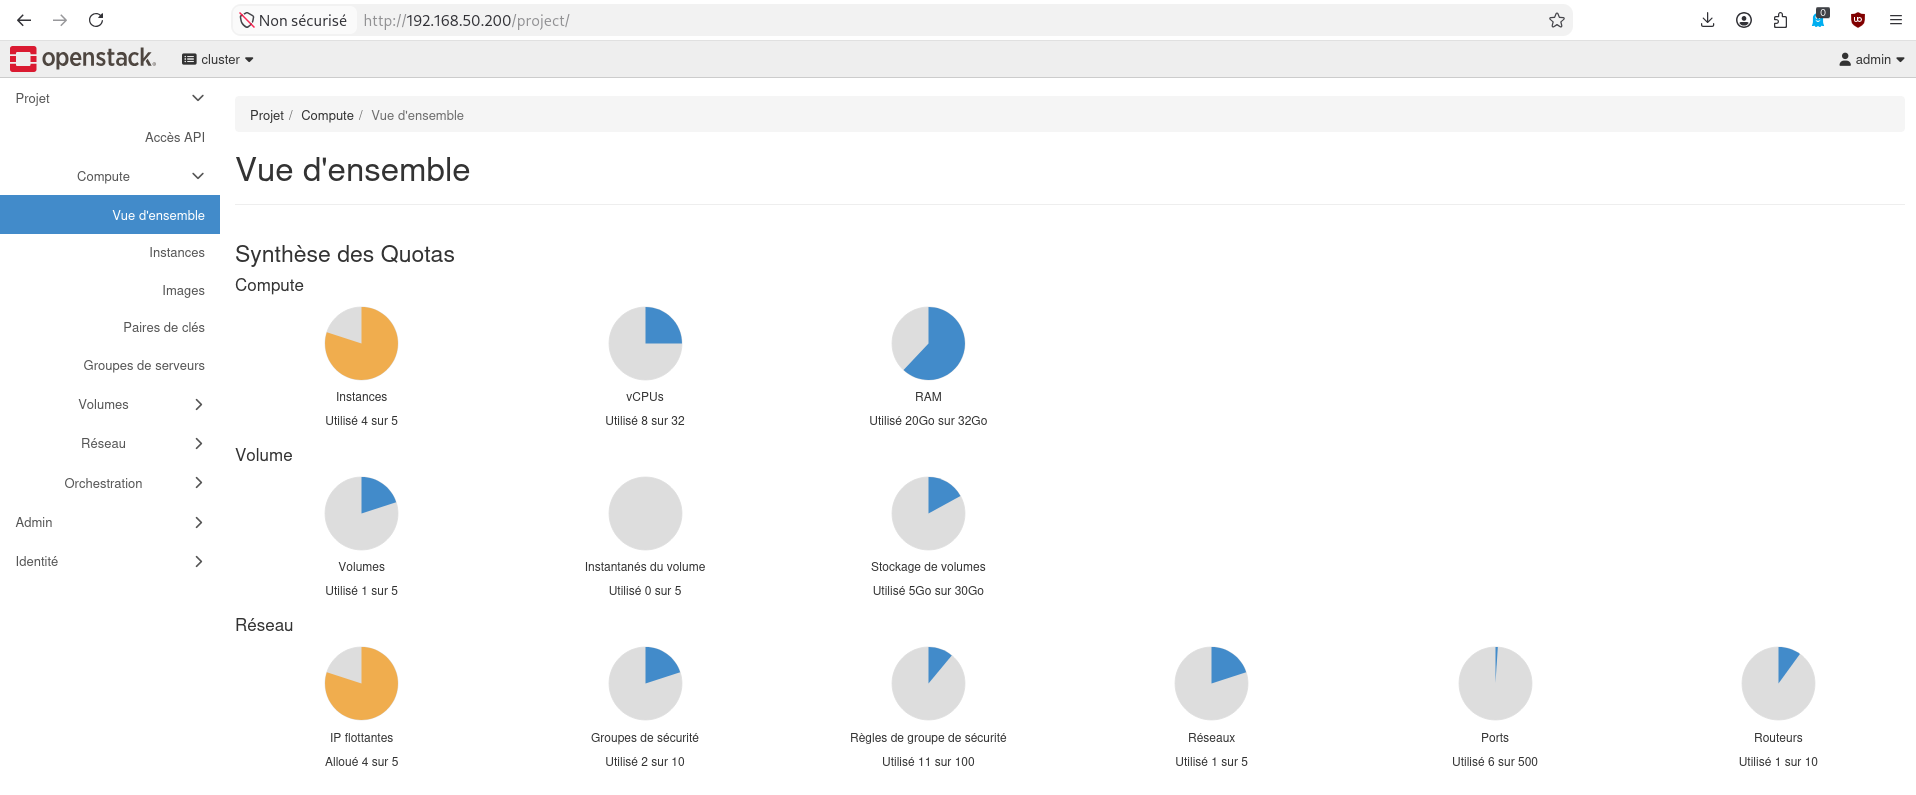 Non sécurisé http://192.168.50.200/project/
0
openstack. cluster admin
Projet
Accès API
Compute
Vue d'ensemble
Instances
Images
Paires de clés
Groupes de serveurs
Volumes
Réseau
Orchestration
Admin
Identité
Projet / Compute / Vue d'ensemble
Vue d'ensemble
Synthèse des Quotas
Compute
Instances
Utilisé 4 sur 5
vCPUs
Utilisé 8 sur 32
RAM
Utilisé 20Go sur 32Go
Volume
Volumes
Utilisé 1 sur 5
Instantanés du volume
Utilisé 0 sur 5
Stockage de volumes
Utilisé 5Go sur 30Go
Réseau
IP flottantes
Alloué 4 sur 5
Groupes de sécurité
Utilisé 2 sur 10
Règles de groupe de sécurité
Utilisé 11 sur 100
Réseaux
Utilisé 1 sur 5
Ports
Utilisé 6 sur 500
Routeurs
Utilisé 1 sur 10